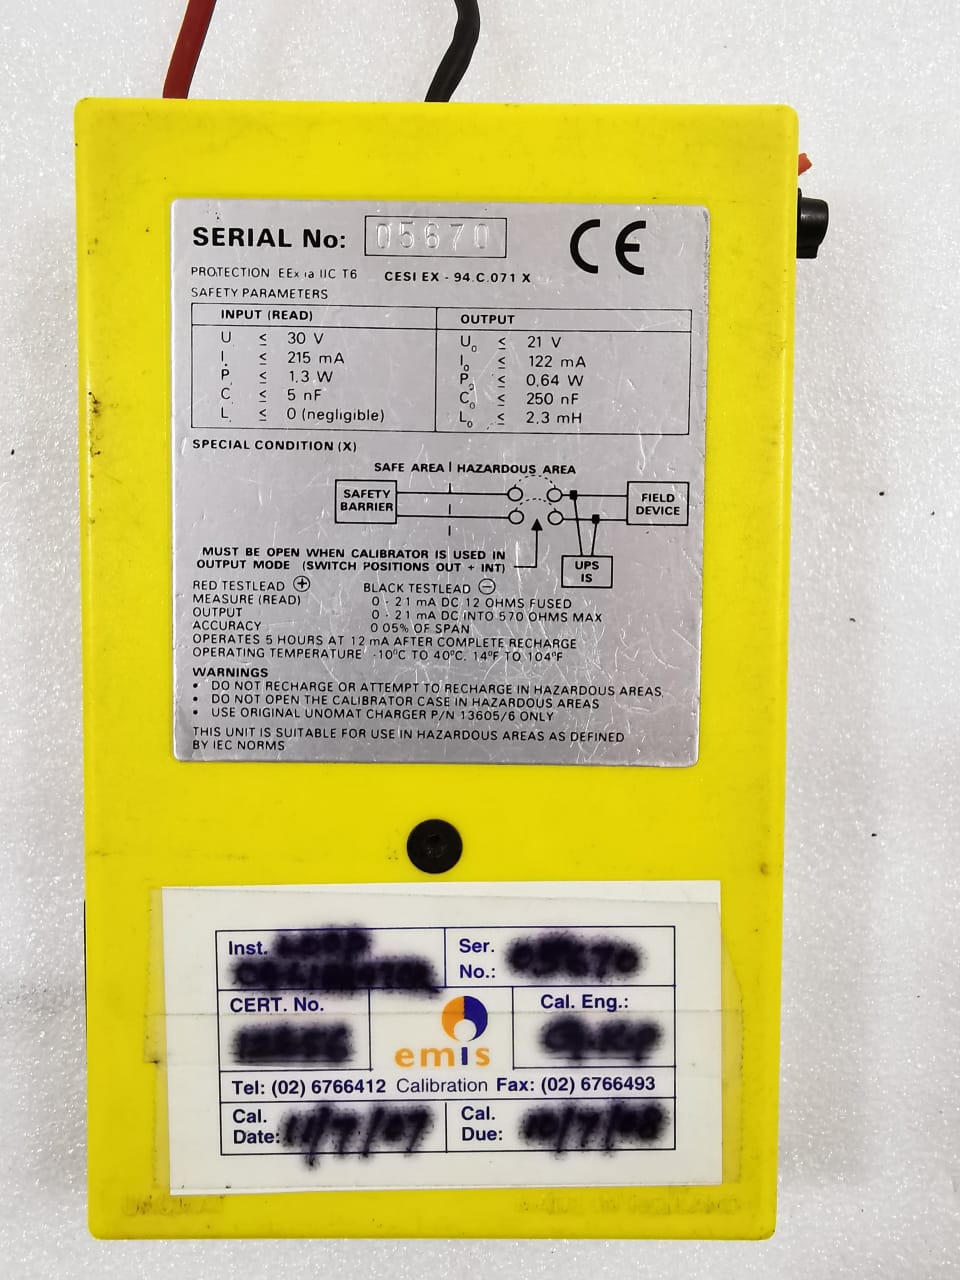 SERIAL No: 05670
CE
PROTECTION EEx ia IIC T6 CESI EX - 94.C.071 X
SAFETY PARAMETERS
INPUT (READ) OUTPUT
U ≤ 30 V Uo ≤ 21 V
I ≤ 215 mA Io ≤ 122 mA
P ≤ 1,3 W Po ≤ 0,64 W
C ≤ 5 nF Co ≤ 250 nF
L ≤ 0 (negligible) Lo ≤ 2,3 mH
SPECIAL CONDITION (X)
SAFE AREA | HAZARDOUS AREA
SAFETY BARRIER
FIELD DEVICE
MUST BE OPEN WHEN CALIBRATOR IS USED IN
OUTPUT MODE (SWITCH POSITIONS OUT + INT)
UPS IS
RED TESTLEAD + BLACK TESTLEAD −
MEASURE (READ) 0 - 21 mA DC 12 OHMS FUSED
OUTPUT 0 - 21 mA DC INTO 570 OHMS MAX
ACCURACY 0.05% OF SPAN
OPERATES 5 HOURS AT 12 mA AFTER COMPLETE RECHARGE
OPERATING TEMPERATURE -10°C TO 40°C, 14°F TO 104°F
WARNINGS
• DO NOT RECHARGE OR ATTEMPT TO RECHARGE IN HAZARDOUS AREAS
• DO NOT OPEN THE CALIBRATOR CASE IN HAZARDOUS AREAS
• USE ORIGINAL UNOMAT CHARGER P/N 13605/6 ONLY
THIS UNIT IS SUITABLE FOR USE IN HAZARDOUS AREAS AS DEFINED
BY IEC NORMS
Inst. LOOP Ser.
CALIBRATOR No.: 05670
CERT. No. Cal. Eng.:
emis
Tel: (02) 6766412 Calibration Fax: (02) 6766493
Cal. Date: 11/7/07 Cal. Due: 10/7/08